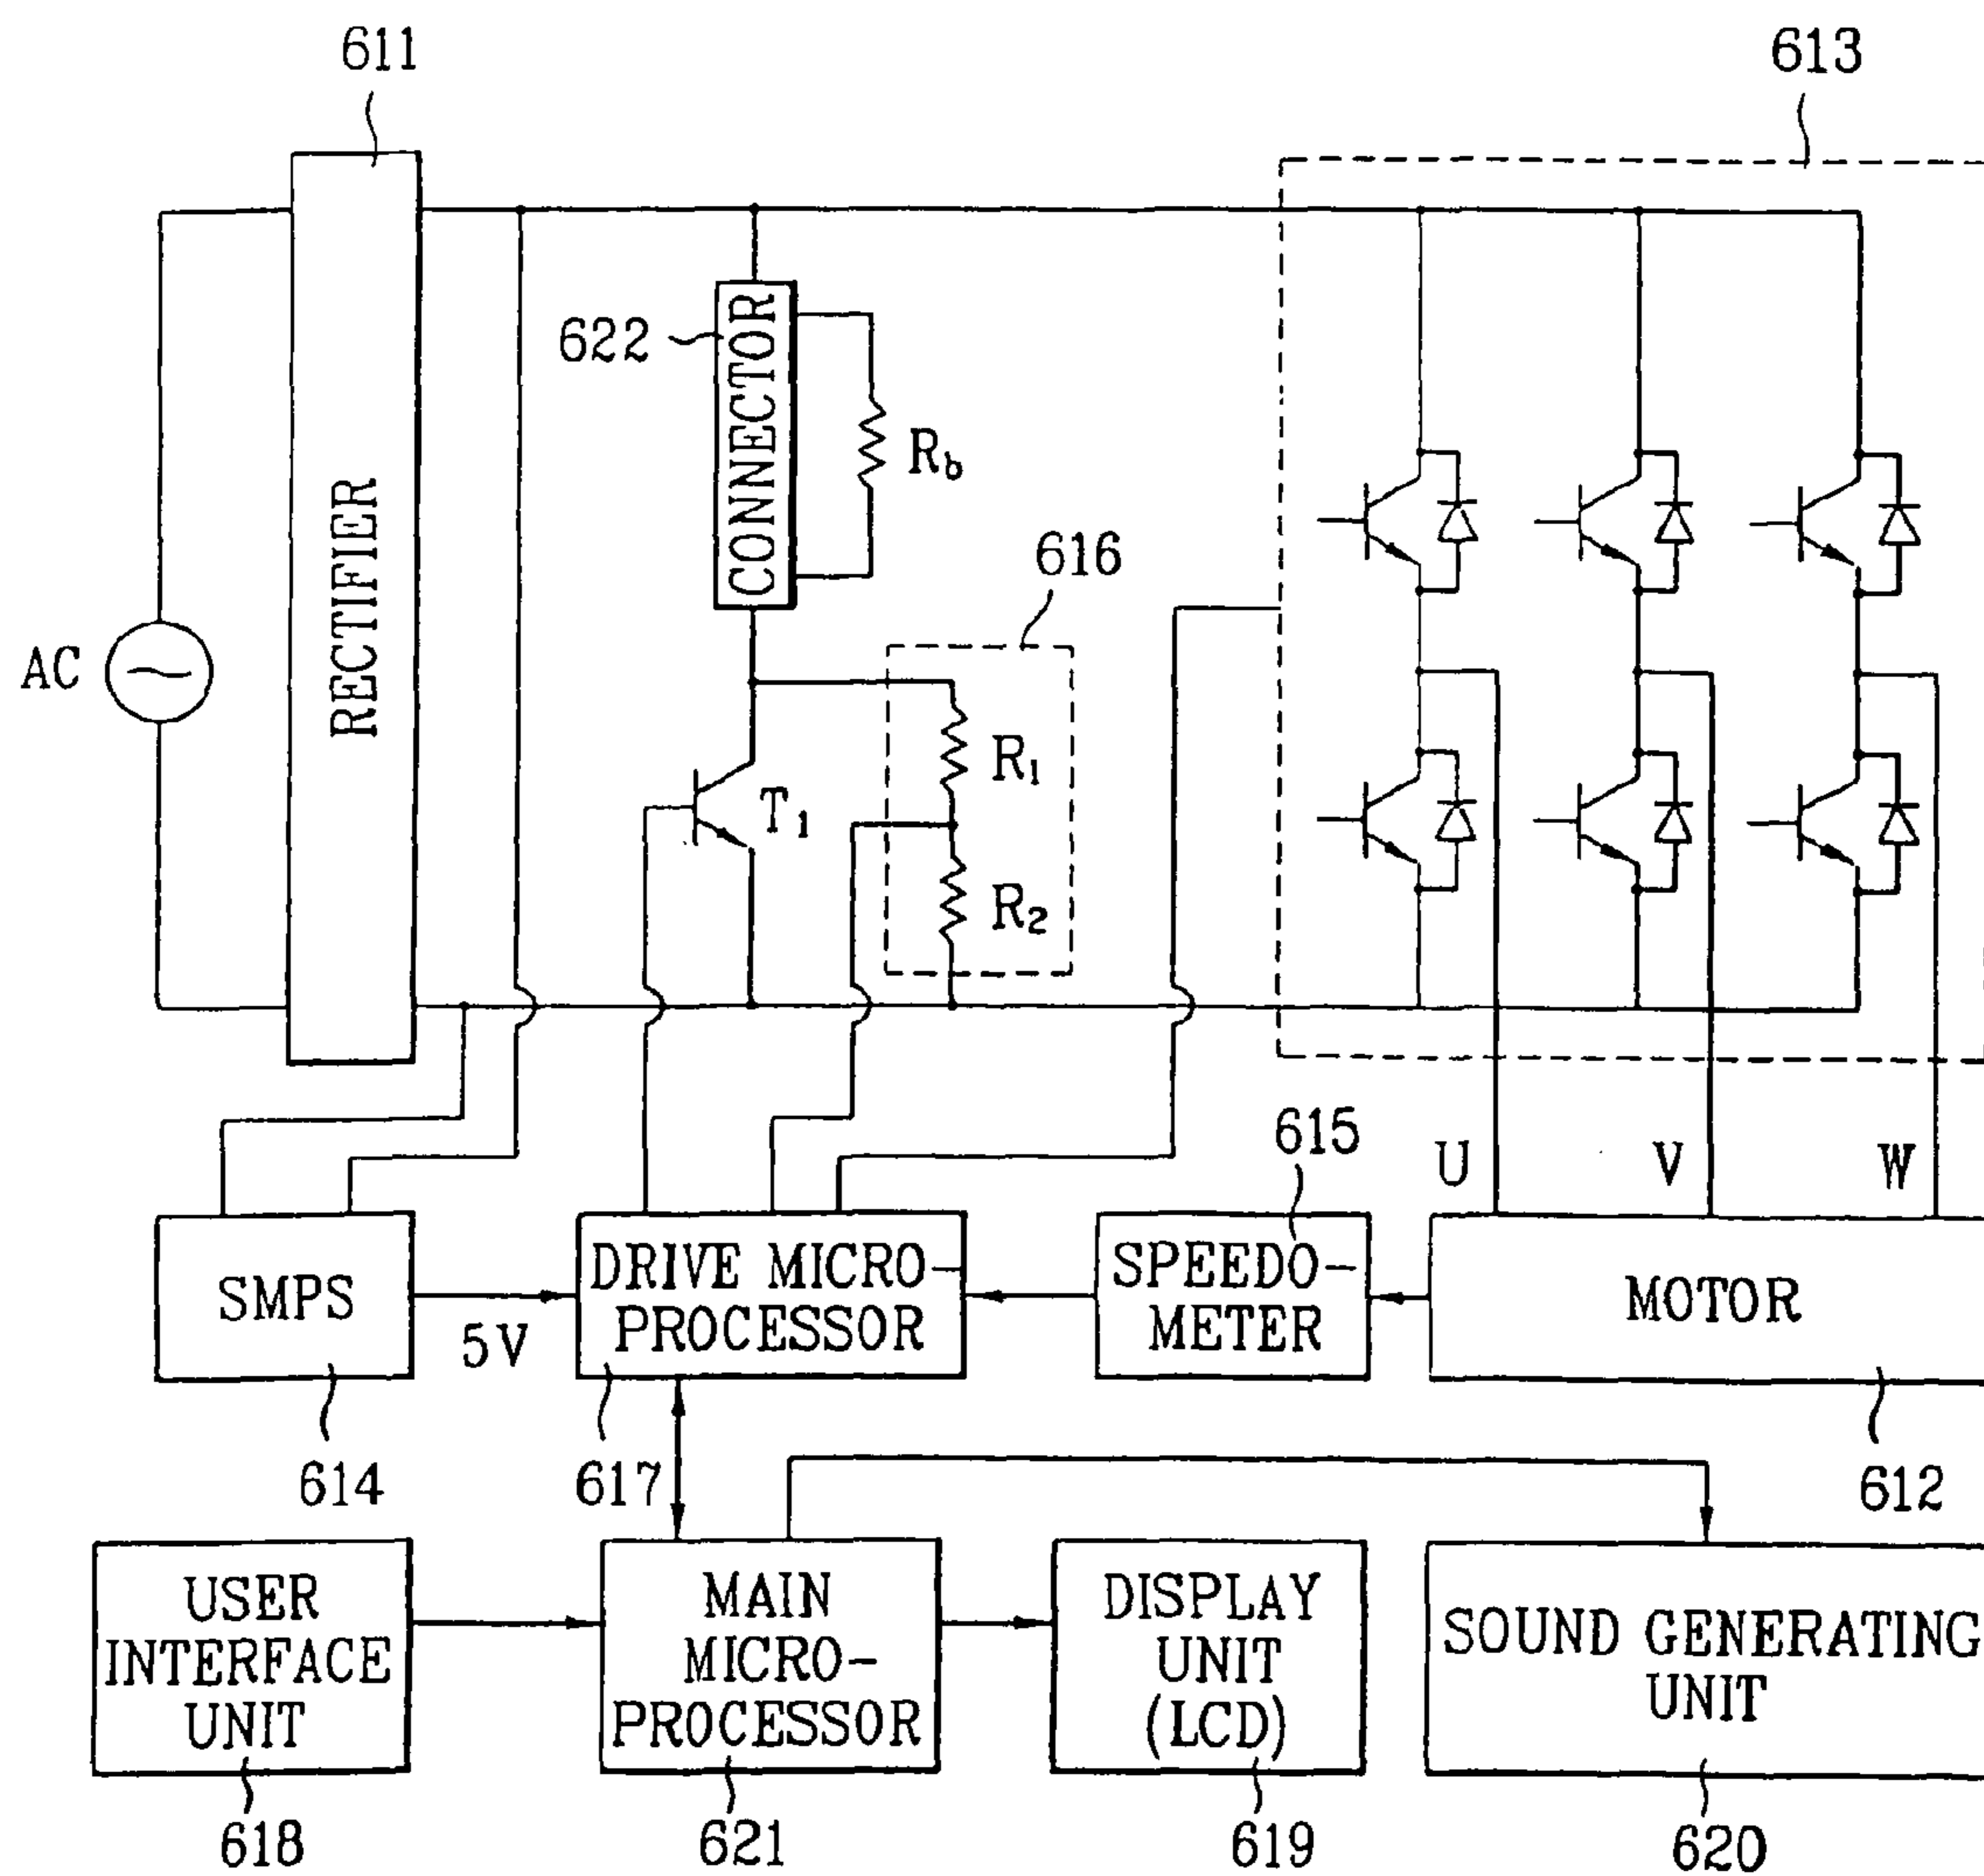 611
613
622
CONNECTOR
Rb
RECTIFIER
616
AC
R1
T1
R2
615
U
V
W
SMPS
5V
DRIVE MICRO-
PROCESSOR
SPEEDO-
METER
MOTOR
614
617
612
USER
INTERFACE
UNIT
MAIN
MICRO-
PROCESSOR
DISPLAY
UNIT
(LCD)
SOUND GENERATING
UNIT
618
621
619
620